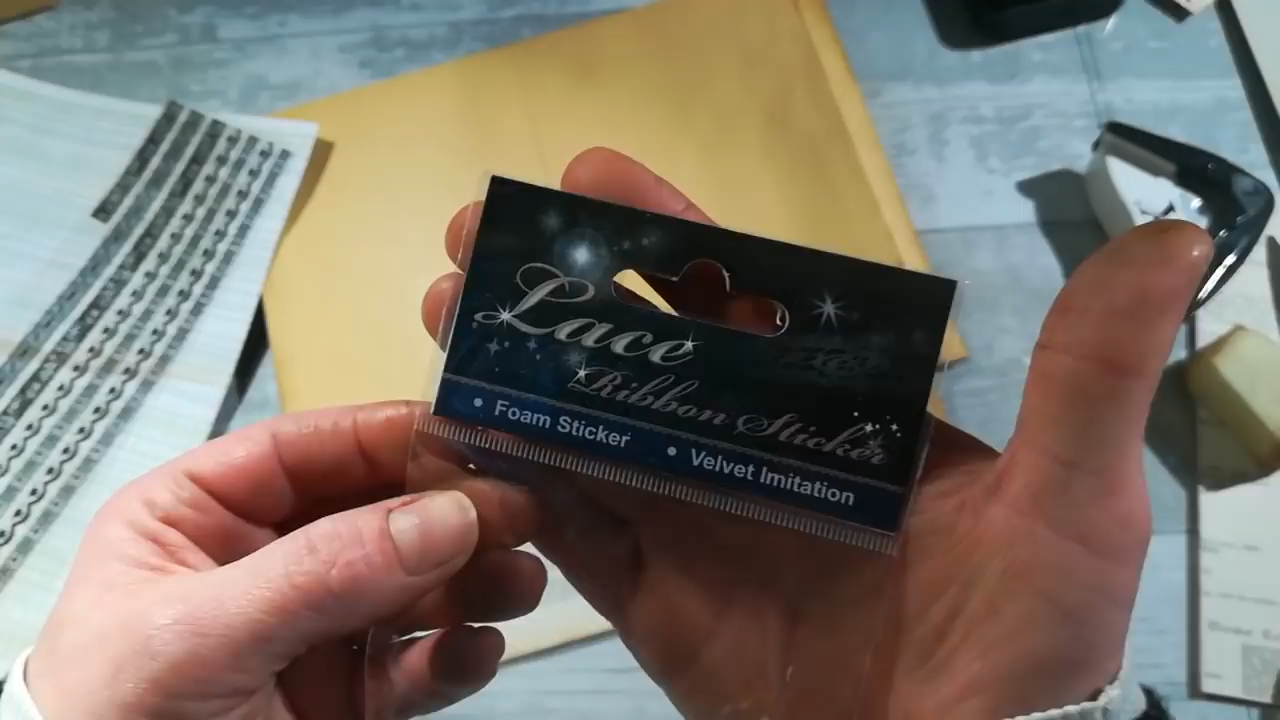 Lace
Ribbon Sticker
• Foam Sticker • Velvet Imitation